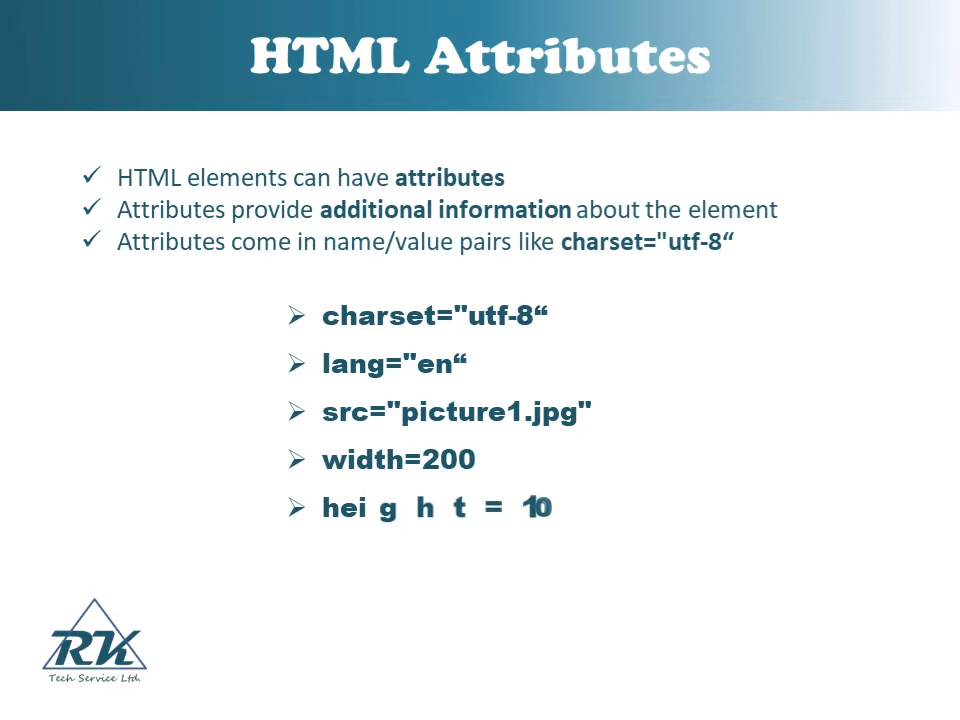 HTML Attributes
HTML elements can have attributes
Attributes provide additional information about the element
Attributes come in name/value pairs like charset="utf-8“
charset="utf-8“
lang="en“
src="picture1.jpg"
width=200
height=10
RK
Tech Service Ltd.